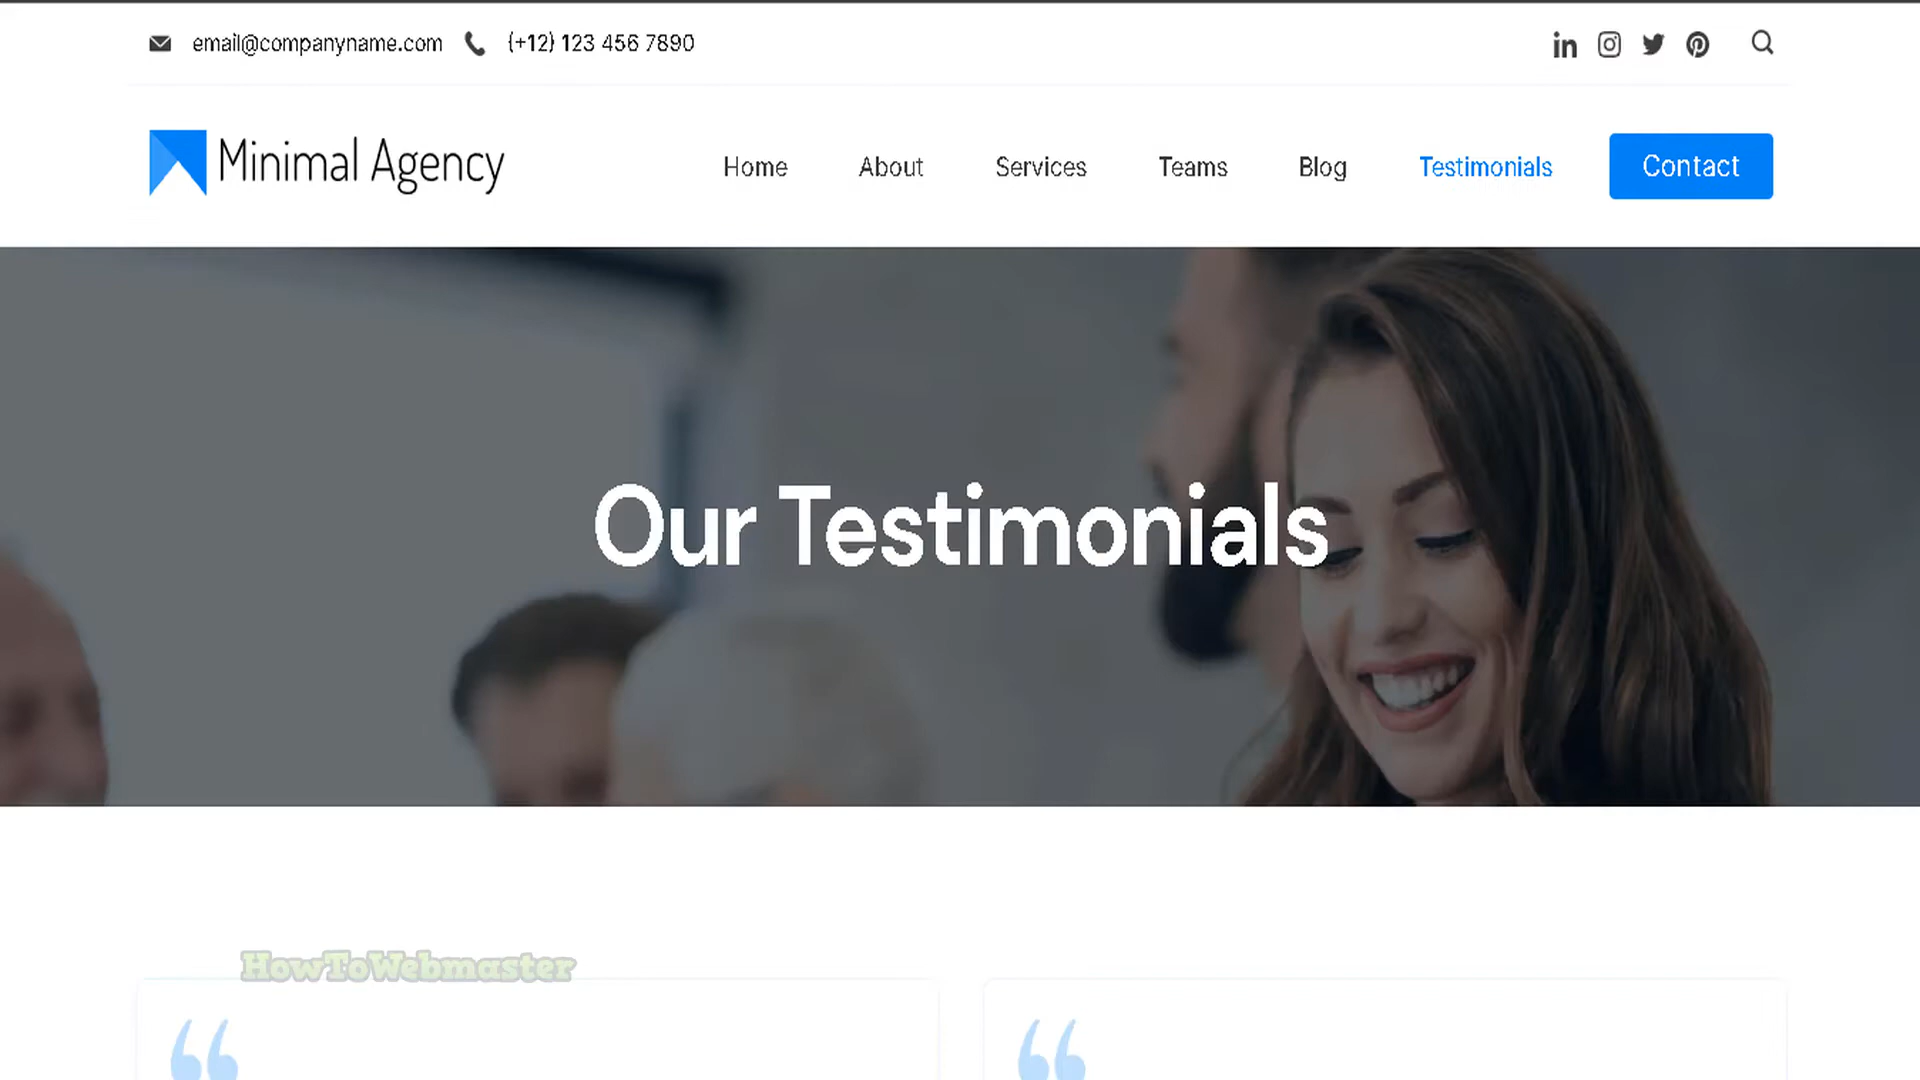 email@companyname.com (+12) 123 456 7890
Minimal Agency
Home About Services Teams Blog Testimonials Contact
Our Testimonials
HowToWebmaster